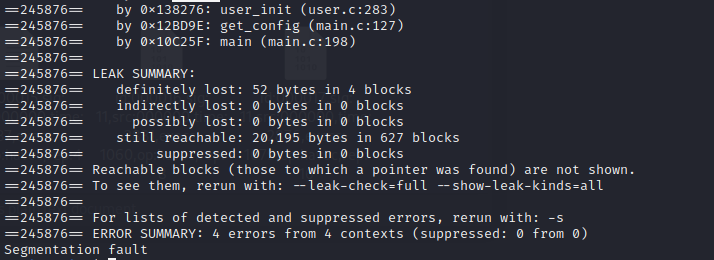 ==245876==    by 0×138276: user_init (user.c:283)
==245876==    by 0×12BD9E: get_config (main.c:127)
==245876==    by 0×10C25F: main (main.c:198)
==245876==
==245876== LEAK SUMMARY:
==245876==    definitely lost: 52 bytes in 4 blocks
==245876==    indirectly lost: 0 bytes in 0 blocks
==245876==      possibly lost: 0 bytes in 0 blocks
==245876==    still reachable: 20,195 bytes in 627 blocks
==245876==         suppressed: 0 bytes in 0 blocks
==245876== Reachable blocks (those to which a pointer was found) are not shown.
==245876== To see them, rerun with: --leak-check=full --show-leak-kinds=all
==245876==
==245876== For lists of detected and suppressed errors, rerun with: -s
==245876== ERROR SUMMARY: 4 errors from 4 contexts (suppressed: 0 from 0)
Segmentation fault